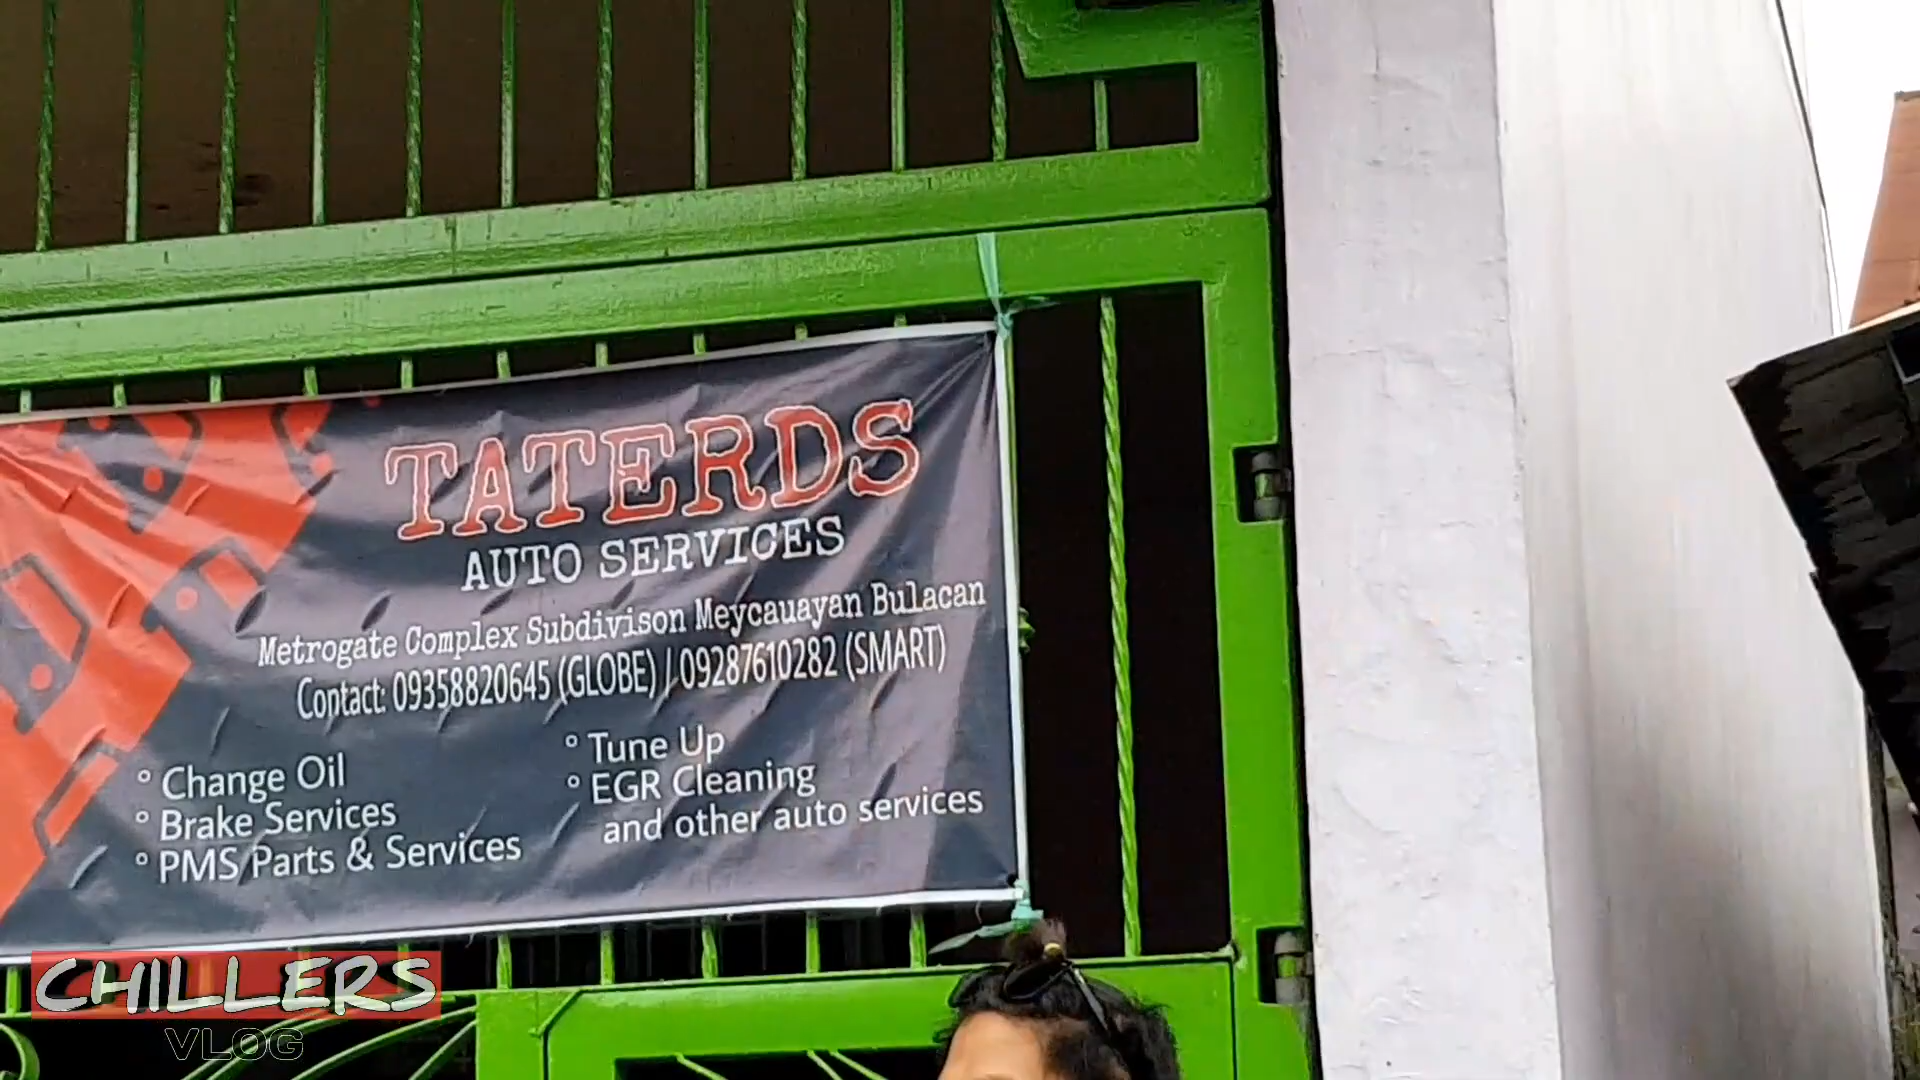 TATERDS
AUTO SERVICES
Metrogate Complex Subdivison Meycauayan Bulacan
Contact: 09358820645 (GLOBE) / 09287610282 (SMART)
° Change Oil
° Brake Services
° PMS Parts & Services
° Tune Up
° EGR Cleaning
and other auto services
CHILLERS
VLOG